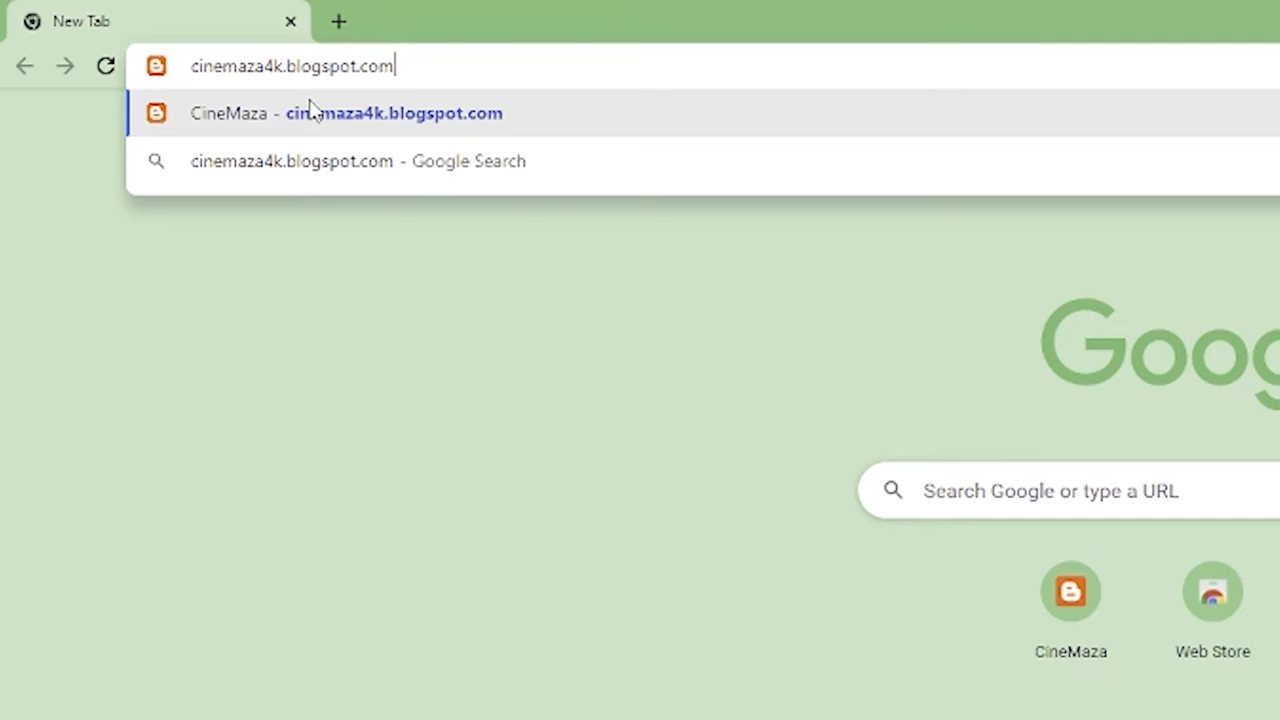 New Tab
cinemaza4k.blogspot.com
CineMaza - cinemaza4k.blogspot.com
cinemaza4k.blogspot.com - Google Search
Goog
Search Google or type a URL
CineMaza
Web Store